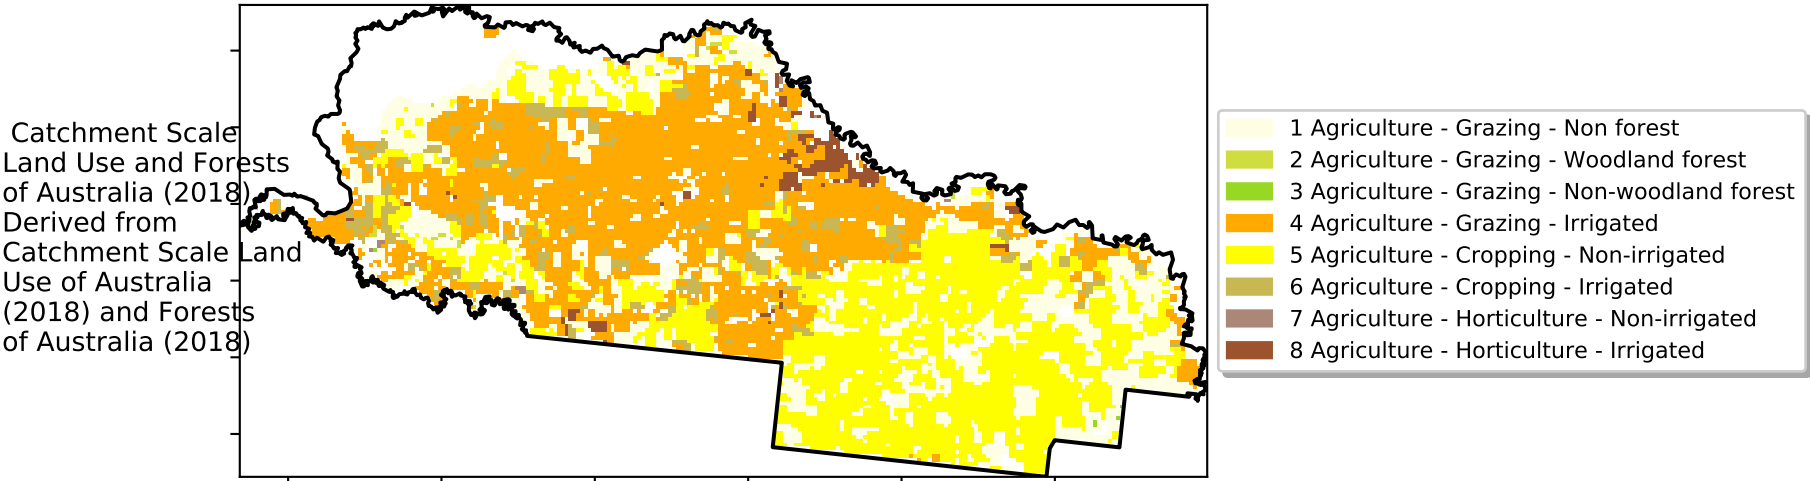 Catchment Scale
Land Use and Forests
of Australia (2018)
Derived from
Catchment Scale Land
Use of Australia
(2018) and Forests
of Australia (2018)
1 Agriculture - Grazing - Non forest
2 Agriculture - Grazing - Woodland forest
3 Agriculture - Grazing - Non-woodland forest
4 Agriculture - Grazing - Irrigated
5 Agriculture - Cropping - Non-irrigated
6 Agriculture - Cropping - Irrigated
7 Agriculture - Horticulture - Non-irrigated
8 Agriculture - Horticulture - Irrigated